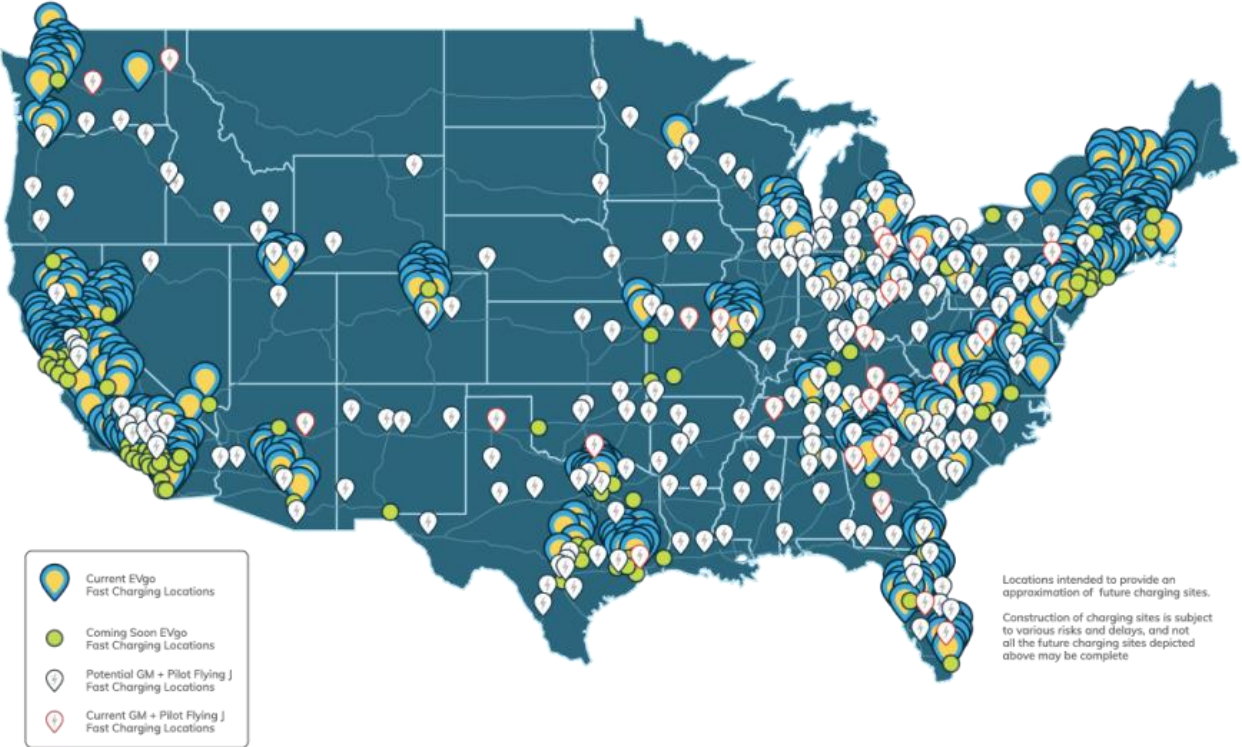 Current EVgo
Fast Charging Locations
Coming Soon EVgo
Fast Charging Locations
Potential GM + Pilot Flying J
Fast Charging Locations
Current GM + Pilot Flying J
Fast Charging Locations
Locations intended to provide an
approximation of future charging sites.
Construction of charging sites is subject
to various risks and delays, and not
all the future charging sites depicted
above may be complete